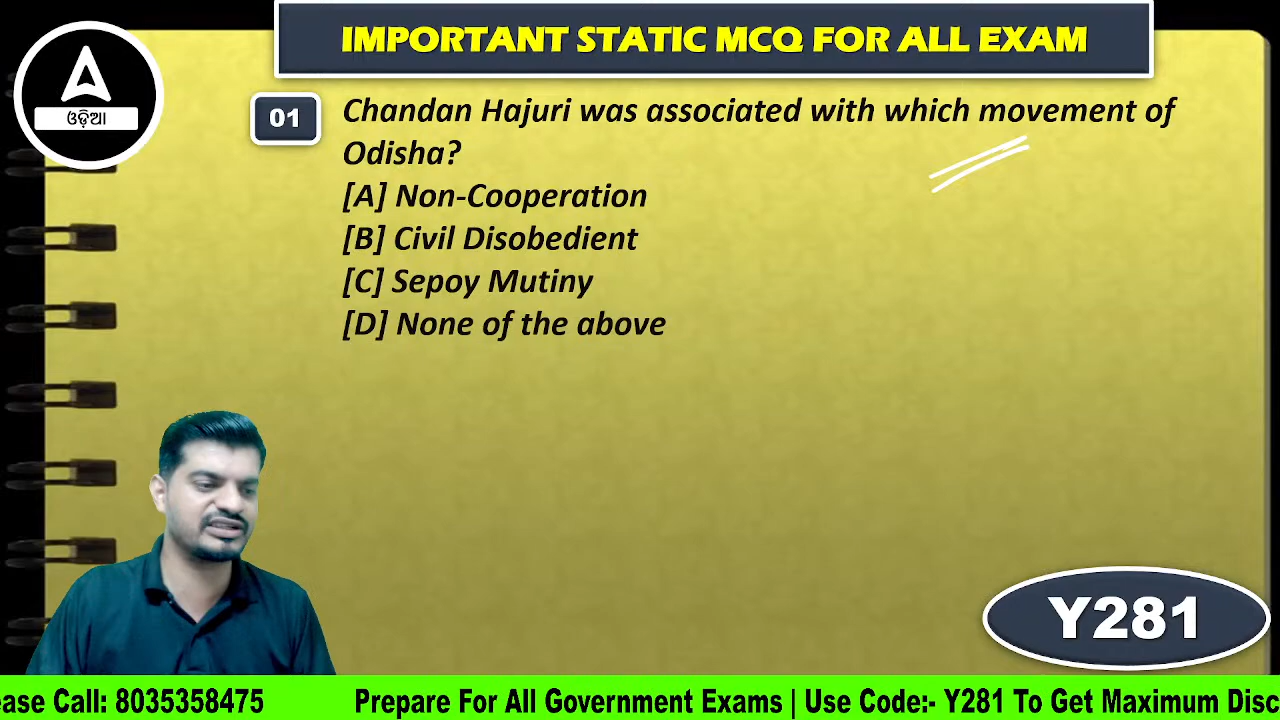 IMPORTANT STATIC MCQ FOR ALL EXAM
ଓଡ଼ିଆ
01
Chandan Hajuri was associated with which movement of
Odisha?
[A] Non-Cooperation
[B] Civil Disobedient
[C] Sepoy Mutiny
[D] None of the above
Y281
ease Call: 8035358475 Prepare For All Government Exams | Use Code:- Y281 To Get Maximum Disc